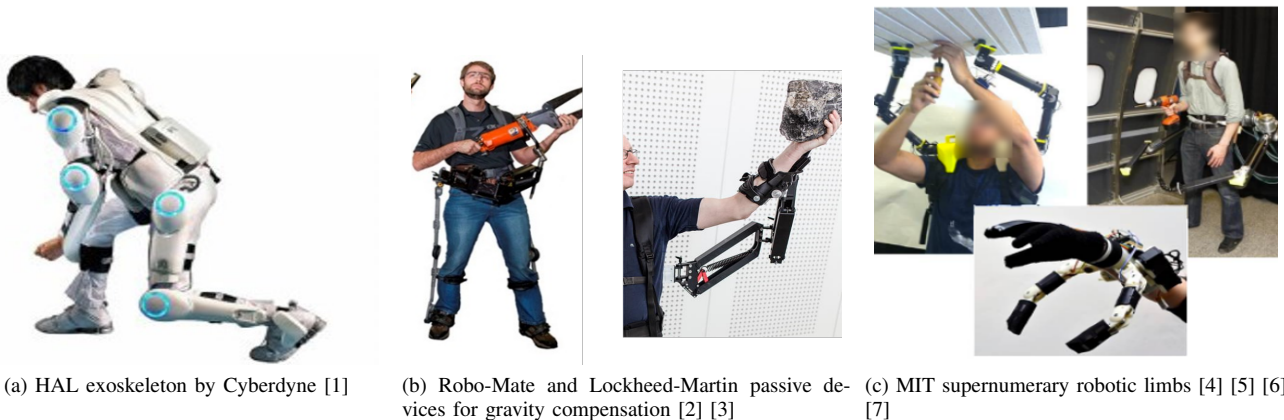 (a) HAL exoskeleton by Cyberdyne [1]
(b) Robo-Mate and Lockheed-Martin passive de-
vices for gravity compensation [2] [3]
(c) MIT supernumerary robotic limbs [4] [5] [6]
[7]